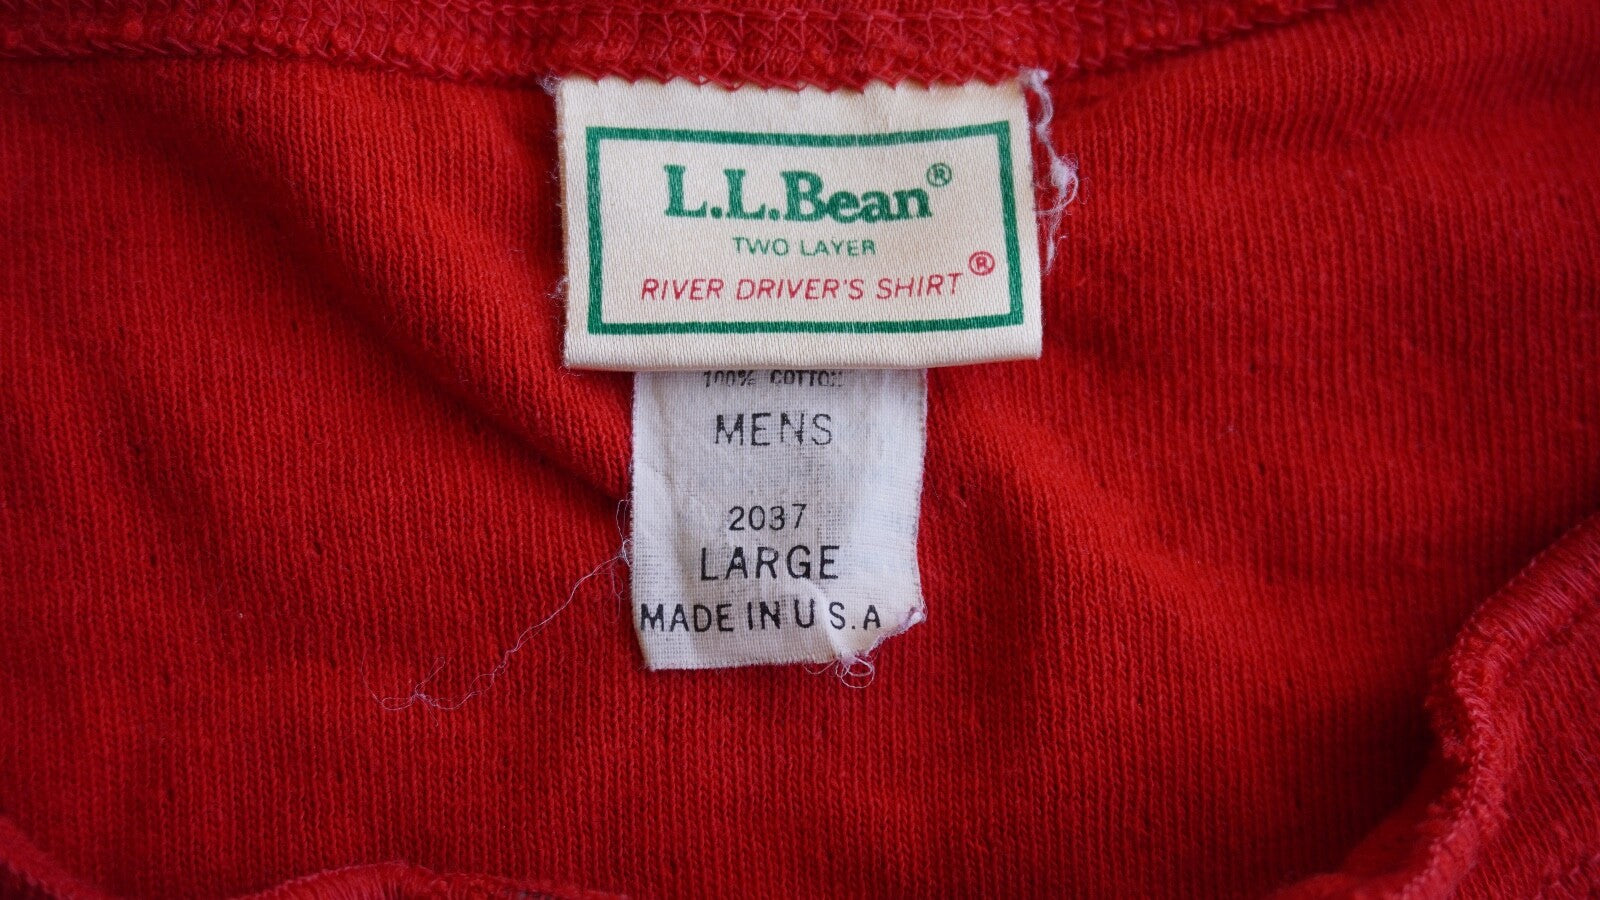 L.L.Bean®
TWO LAYER
RIVER DRIVER'S SHIRT®
100% COTTON
MENS
2037
LARGE
MADE IN U S.A